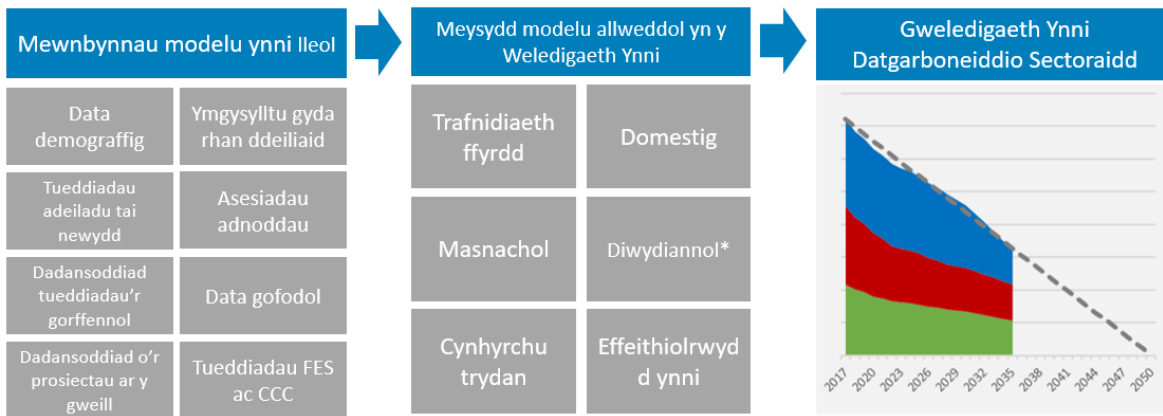 Mewnbynnau modelu ynni lleol
Data
demograffig
Ymgysylltu gyda
rhan ddeiliaid
Tueddiadau
adeiladu tai
newydd
Asesiadau
adnoddau
Dadansoddiad
tueddiadau'r
gorffennol
Data gofodol
Dadansoddiad o'r
prosiectau ar y
gweill
Tueddiadau FES
ac CCC
Meysydd modelu allweddol yn y
Weledigaeth Ynni
Trafnidiaeth
ffyrdd
Domestig
Masnachol
Diwydiannol*
Cynhyrchu
trydan
Effeithiolrwyd
d ynni
Gweledigaeth Ynni
Datgarboneiddio Sectoraidd
2017 2020 2023 2026 2029 2032 2035 2038 2041 2044 2047 2050